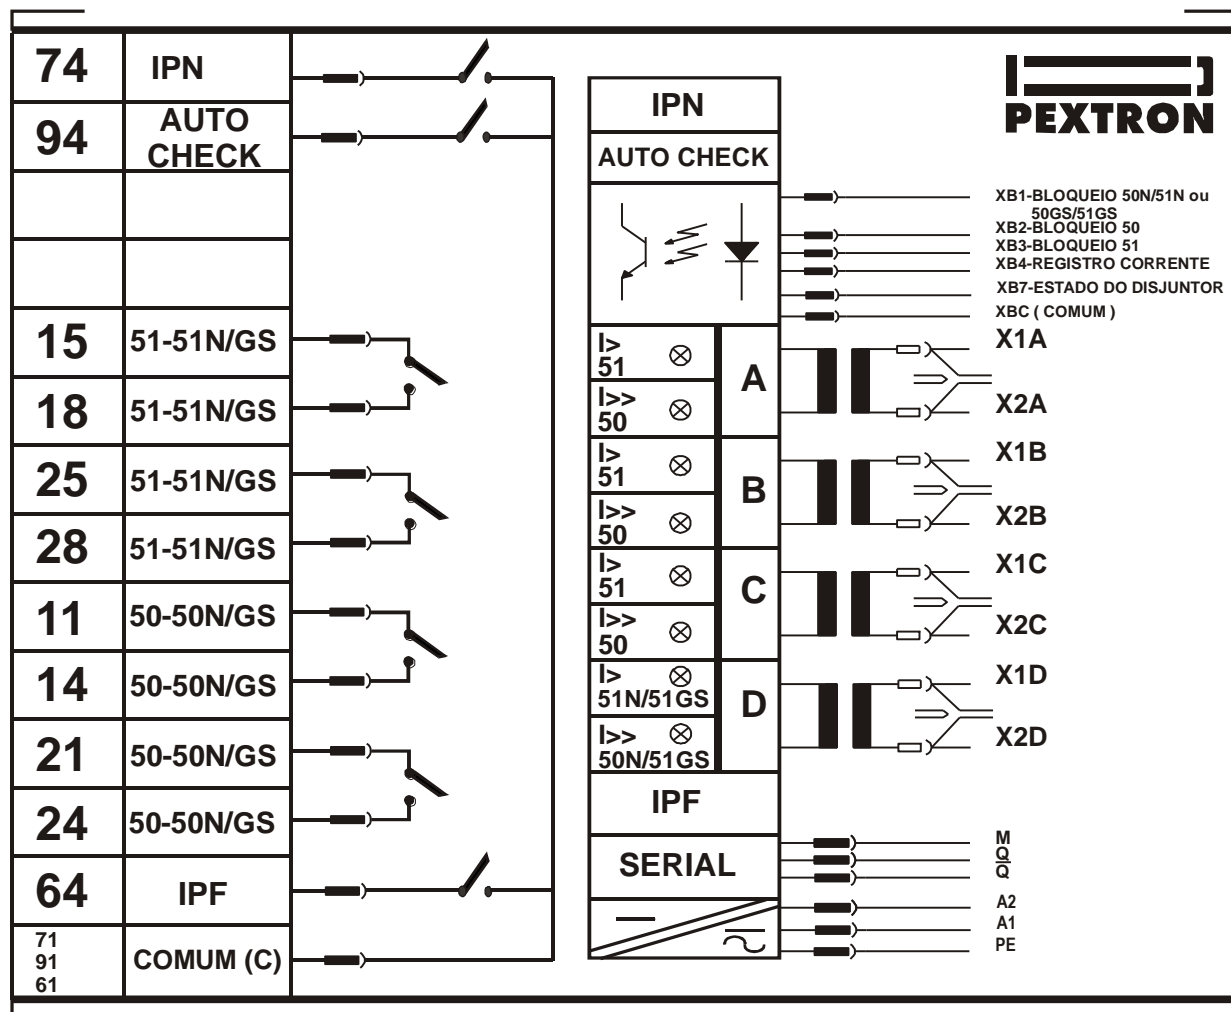 74 IPN
94 AUTO
CHECK
15 51-51N/GS
18 51-51N/GS
25 51-51N/GS
28 51-51N/GS
11 50-50N/GS
14 50-50N/GS
21 50-50N/GS
24 50-50N/GS
64 IPF
71
91
61
COMUM (C)
IPN
AUTO CHECK
I>
51
I>>
50
A
I>
51
I>>
50
B
I>
51
I>>
50
C
I>
51N/51GS
I>>
50N/51GS
D
IPF
SERIAL
PEXTRON
XB1-BLOQUEIO 50N/51N ou
50GS/51GS
XB2-BLOQUEIO 50
XB3-BLOQUEIO 51
XB4-REGISTRO CORRENTE
XB7-ESTADO DO DISJUNTOR
XBC ( COMUM )
X1A
X2A
X1B
X2B
X1C
X2C
X1D
X2D
M
Q
Q̅
A2
A1
PE